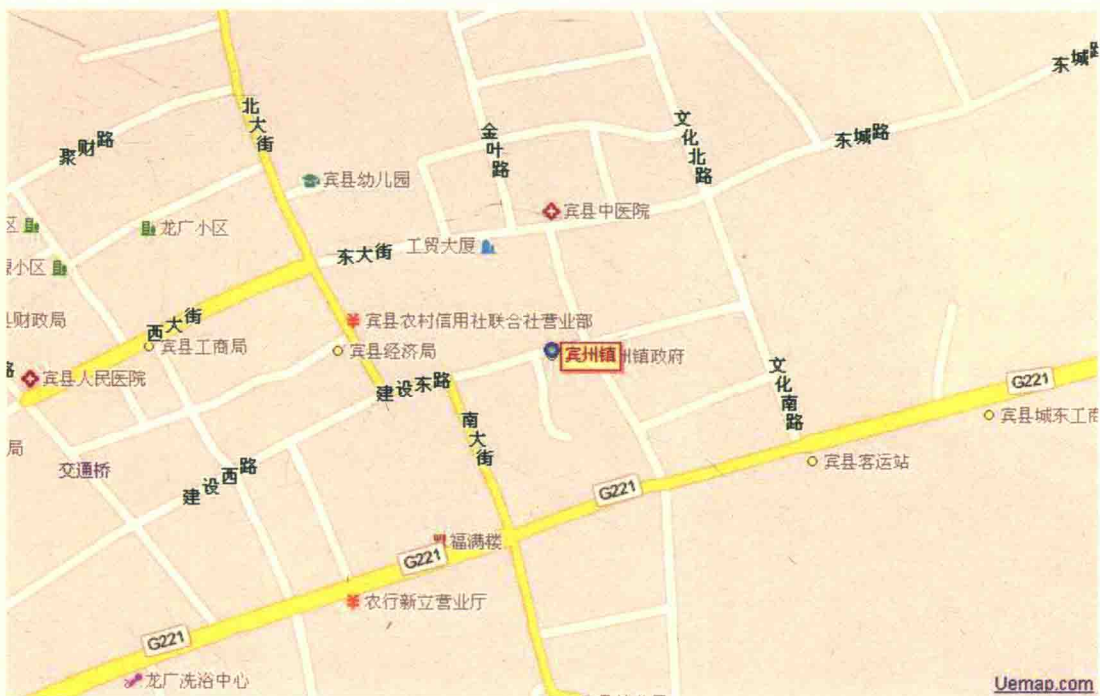 东城路
北大街
聚财路
金叶路
文化北路
东城路
宾县幼儿园
宾县中医院
区
龙广小区
东大街
工贸大厦
小区
财政局
西大街
宾县工商局
宾县农村信用社联合社营业部
宾县经济局
宾州镇
州镇政府
路
宾县人民医院
建设东路
文化南路
G221
宾县城东工商
南大街
局
交通桥
建设西路
宾县客运站
G221
福满楼
G221
农行新立营业厅
G221
龙广洗浴中心
Uemap.com